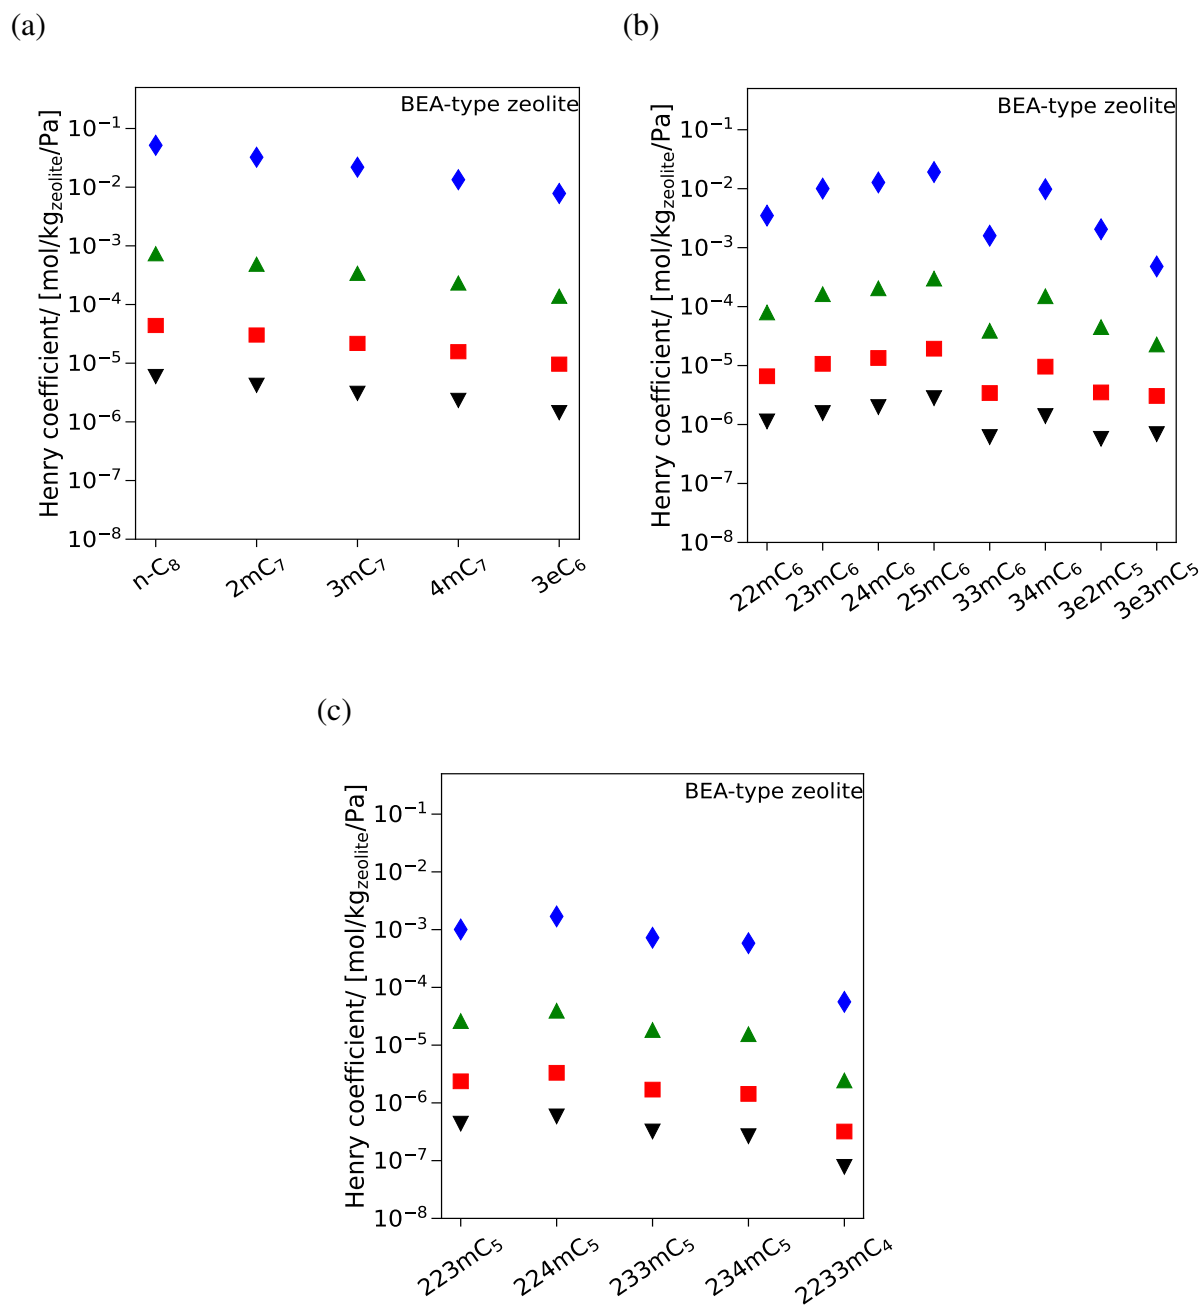 (a)
BEA-type zeolite
Henry coefficient/ [mol/kg_zeolite/Pa]
10⁻¹
10⁻²
10⁻³
10⁻⁴
10⁻⁵
10⁻⁶
10⁻⁷
10⁻⁸
n-C₈
2mC₇
3mC₇
4mC₇
3eC₆
(b)
BEA-type zeolite
Henry coefficient/ [mol/kg_zeolite/Pa]
10⁻¹
10⁻²
10⁻³
10⁻⁴
10⁻⁵
10⁻⁶
10⁻⁷
10⁻⁸
22mC₆
23mC₆
24mC₆
25mC₆
33mC₆
34mC₆
3e2mC₅
3e3mC₅
(c)
BEA-type zeolite
Henry coefficient/ [mol/kg_zeolite/Pa]
10⁻¹
10⁻²
10⁻³
10⁻⁴
10⁻⁵
10⁻⁶
10⁻⁷
10⁻⁸
223mC₅
224mC₅
233mC₅
234mC₅
2233mC₄